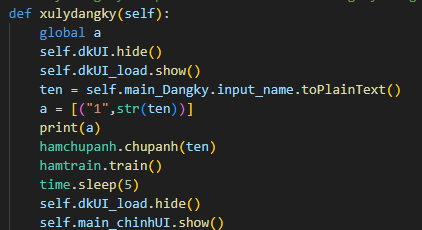 def xulydangky(self):
    global a
    self.dkUI.hide()
    self.dkUI_load.show()
    ten = self.main_Dangky.input_name.toPlainText()
    a = [("1",str(ten))]
    print(a)
    hamchupanh.chupanh(ten)
    hamtrain.train()
    time.sleep(5)
    self.dkUI_load.hide()
    self.main_chinhUI.show()